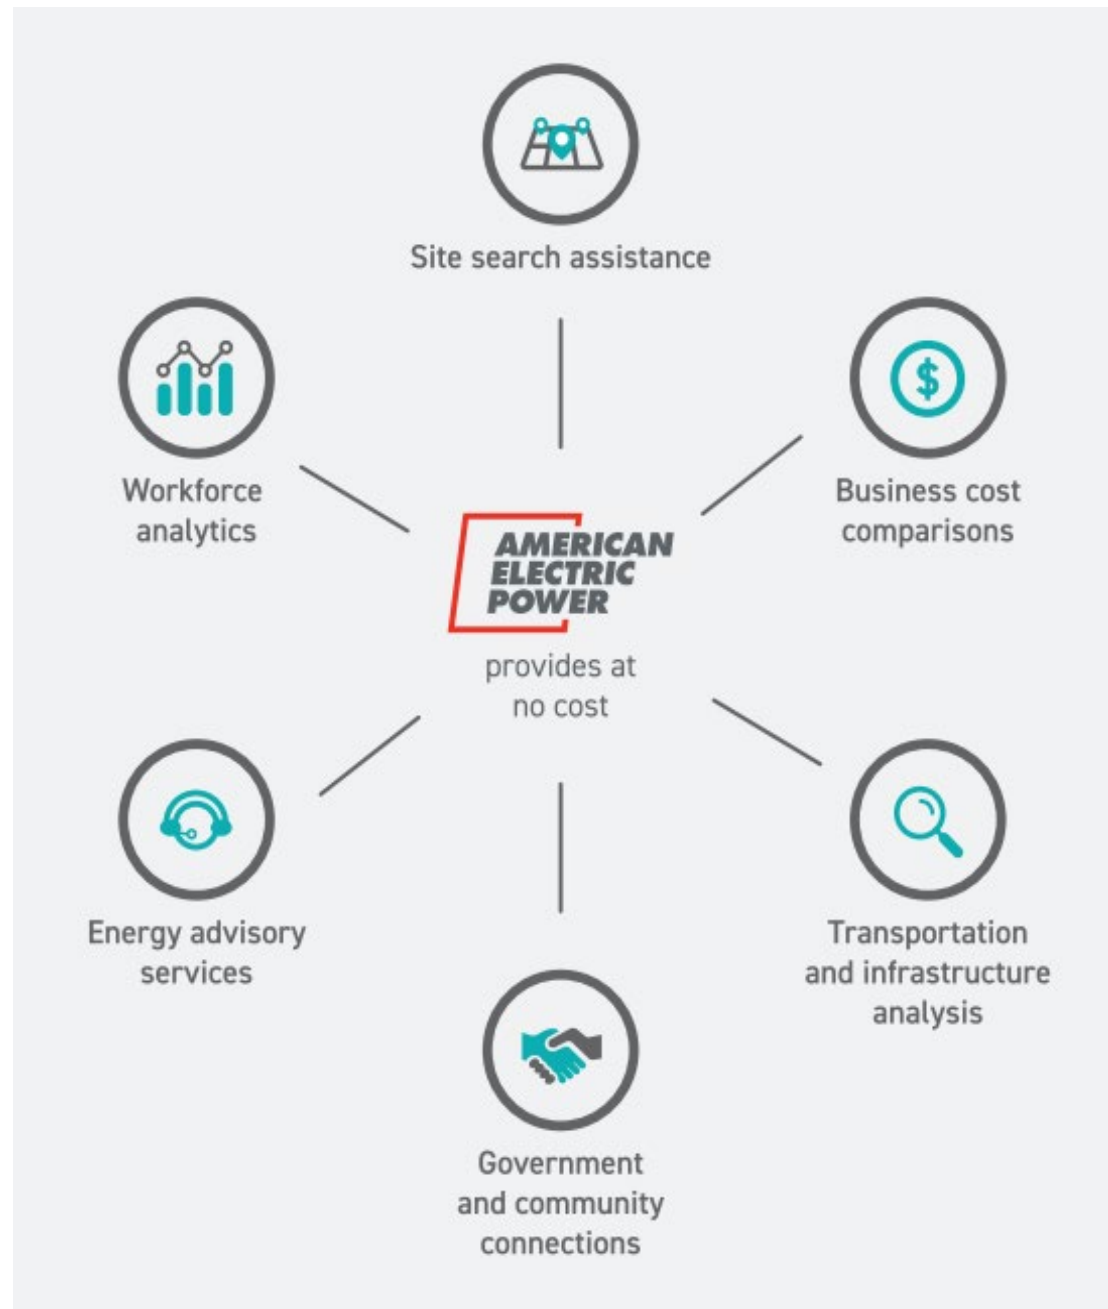 Site search assistance
Workforce
analytics
Business cost
comparisons
AMERICAN
ELECTRIC
POWER
provides at
no cost
Energy advisory
services
Transportation
and infrastructure
analysis
Government
and community
connections